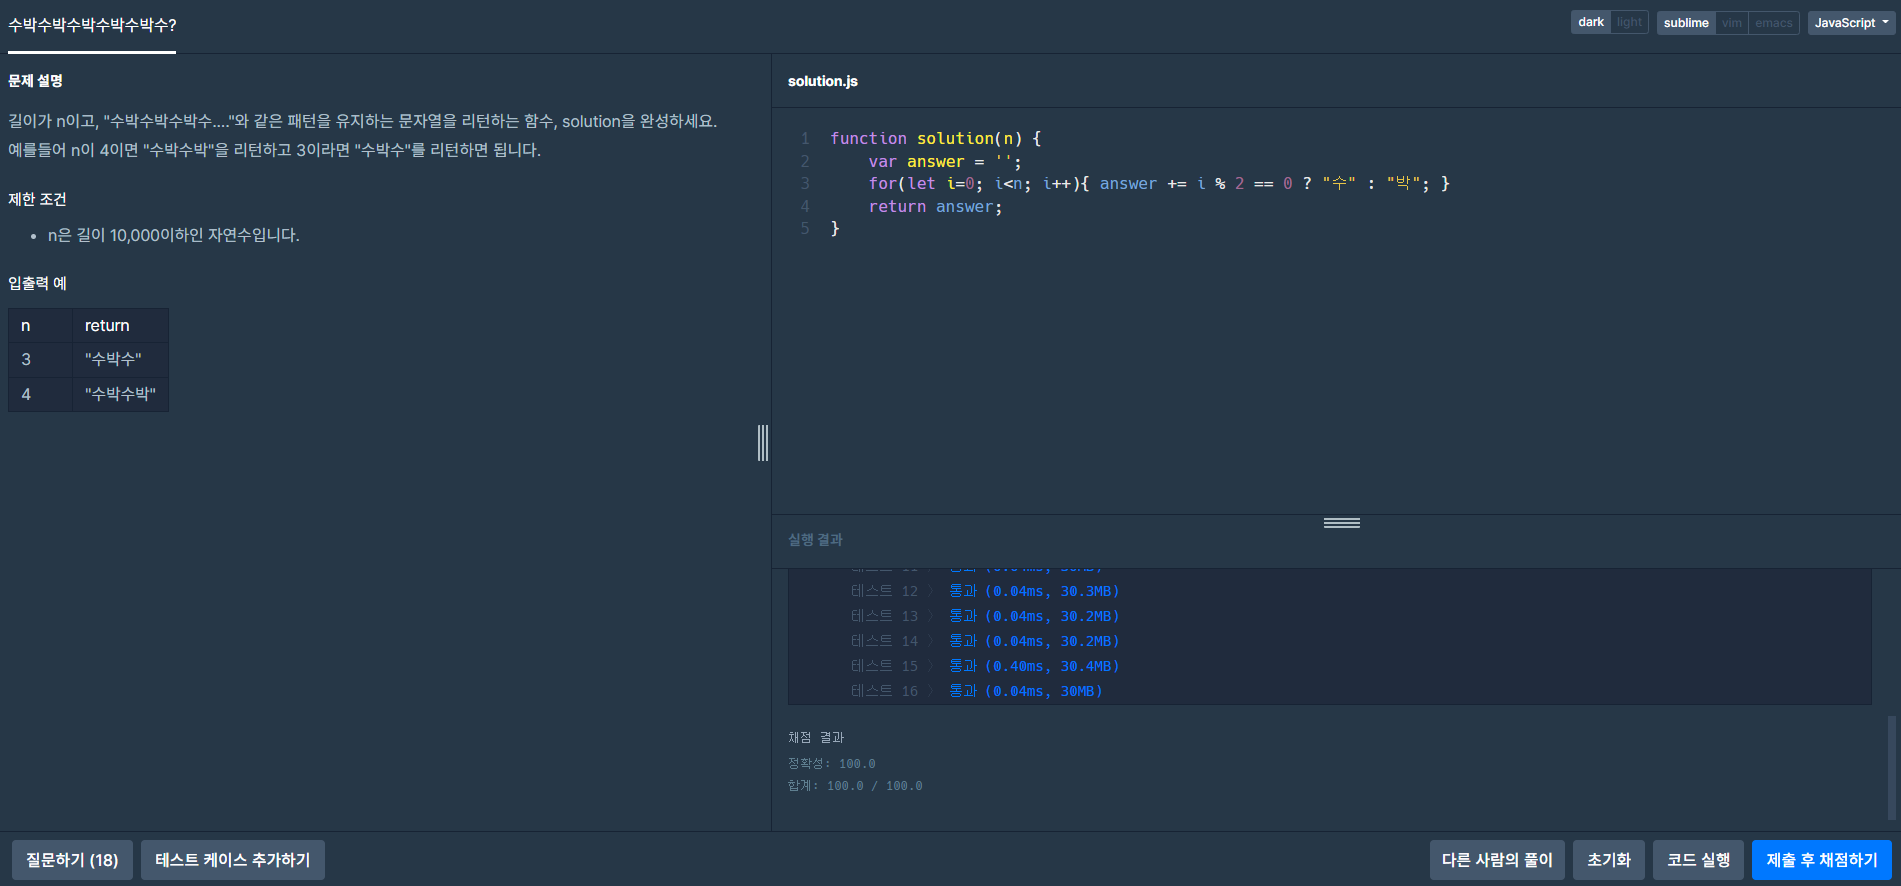 수박수박수박수박수박수?
dark light
sublime vim emacs
JavaScript
문제 설명
길이가 n이고, "수박수박수박수...."와 같은 패턴을 유지하는 문자열을 리턴하는 함수, solution을 완성하세요.
예를들어 n이 4이면 "수박수박"을 리턴하고 3이라면 "수박수"를 리턴하면 됩니다.
제한 조건
• n은 길이 10,000이하인 자연수입니다.
입출력 예
n return
3 "수박수"
4 "수박수박"
solution.js
1 function solution(n) {
2 var answer = '';
3 for(let i=0; i<n; i++){ answer += i % 2 == 0 ? "수" : "박"; }
4 return answer;
5 }
실행 결과
테스트 12 〉 통과 (0.04ms, 30.3MB)
테스트 13 〉 통과 (0.04ms, 30.2MB)
테스트 14 〉 통과 (0.04ms, 30.2MB)
테스트 15 〉 통과 (0.40ms, 30.4MB)
테스트 16 〉 통과 (0.04ms, 30MB)
채점 결과
정확성: 100.0
합계: 100.0 / 100.0
질문하기 (18)
테스트 케이스 추가하기
다른 사람의 풀이
초기화
코드 실행
제출 후 채점하기